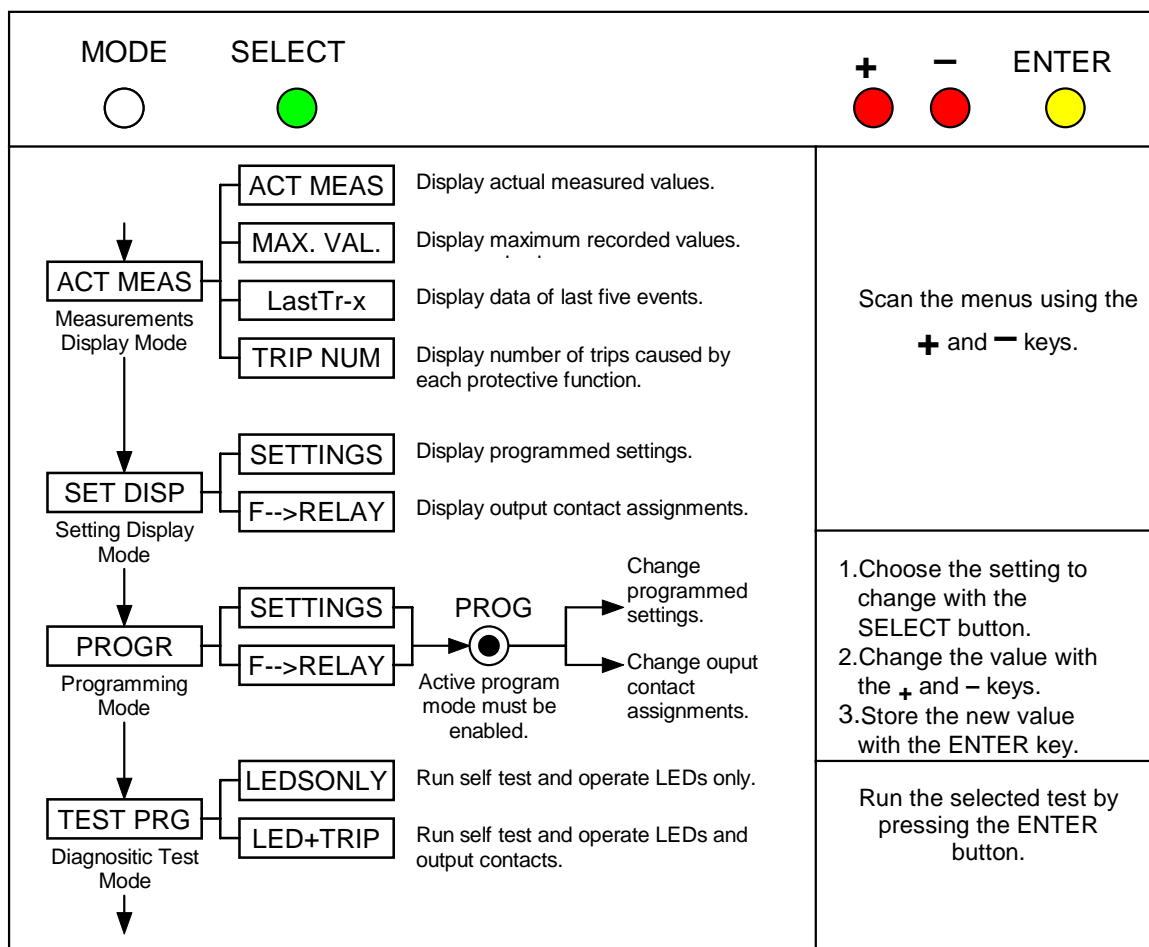 MODE
SELECT
+
−
ENTER
ACT MEAS
Measurements
Display Mode
ACT MEAS
Display actual measured values.
MAX. VAL.
Display maximum recorded values.
LastTr-x
Display data of last five events.
TRIP NUM
Display number of trips caused by
each protective function.
Scan the menus using the
+ and − keys.
SET DISP
Setting Display
Mode
SETTINGS
Display programmed settings.
F-->RELAY
Display output contact assignments.
PROGR
Programming
Mode
SETTINGS
F-->RELAY
PROG
Active program
mode must be
enabled.
Change
programmed
settings.
Change ouput
contact
assignments.
1.Choose the setting to
change with the
SELECT button.
2.Change the value with
the + and − keys.
3.Store the new value
with the ENTER key.
TEST PRG
Diagnositic Test
Mode
LEDSONLY
Run self test and operate LEDs only.
LED+TRIP
Run self test and operate LEDs and
output contacts.
Run the selected test by
pressing the ENTER
button.